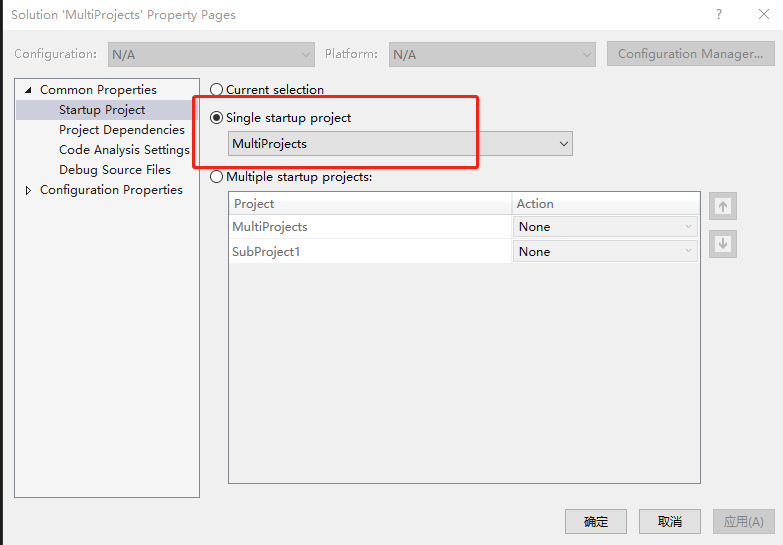 Solution 'MultiProjects' Property Pages
?
Configuration: N/A Platform: N/A Configuration Manager...
Common Properties
Startup Project
Project Dependencies
Code Analysis Settings
Debug Source Files
Configuration Properties
Current selection
Single startup project
MultiProjects
Multiple startup projects:
Project Action
MultiProjects None
SubProject1 None
确定 取消 应用(A)